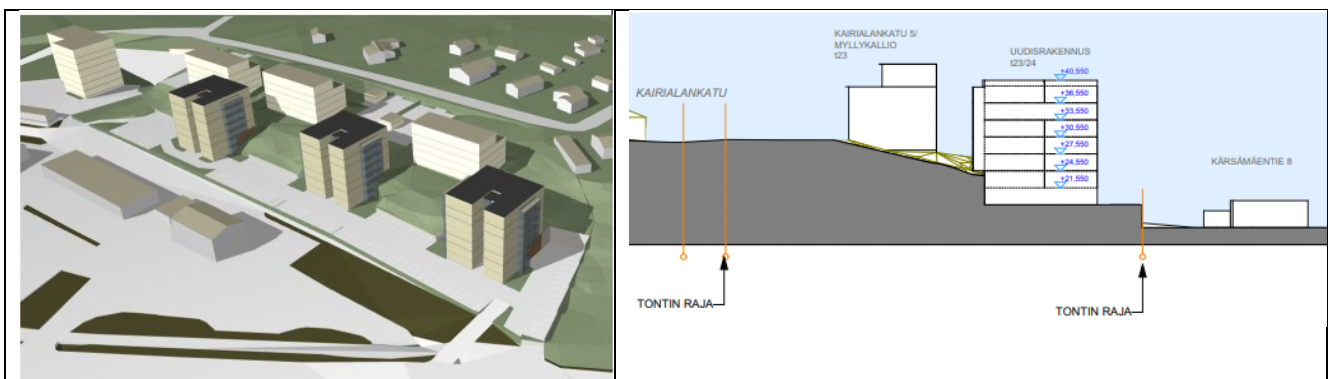 KAIRIALANKATU 5/
MYLLYKALLIO
t23
UUDISRAKENNUS
t23/24
+40,550
KAIRIALANKATU
+36,550
+33,550
+30,550
+27,550
+24,550
+21,550
KÄRSÄMÄENTIE 8
TONTIN RAJA
TONTIN RAJA